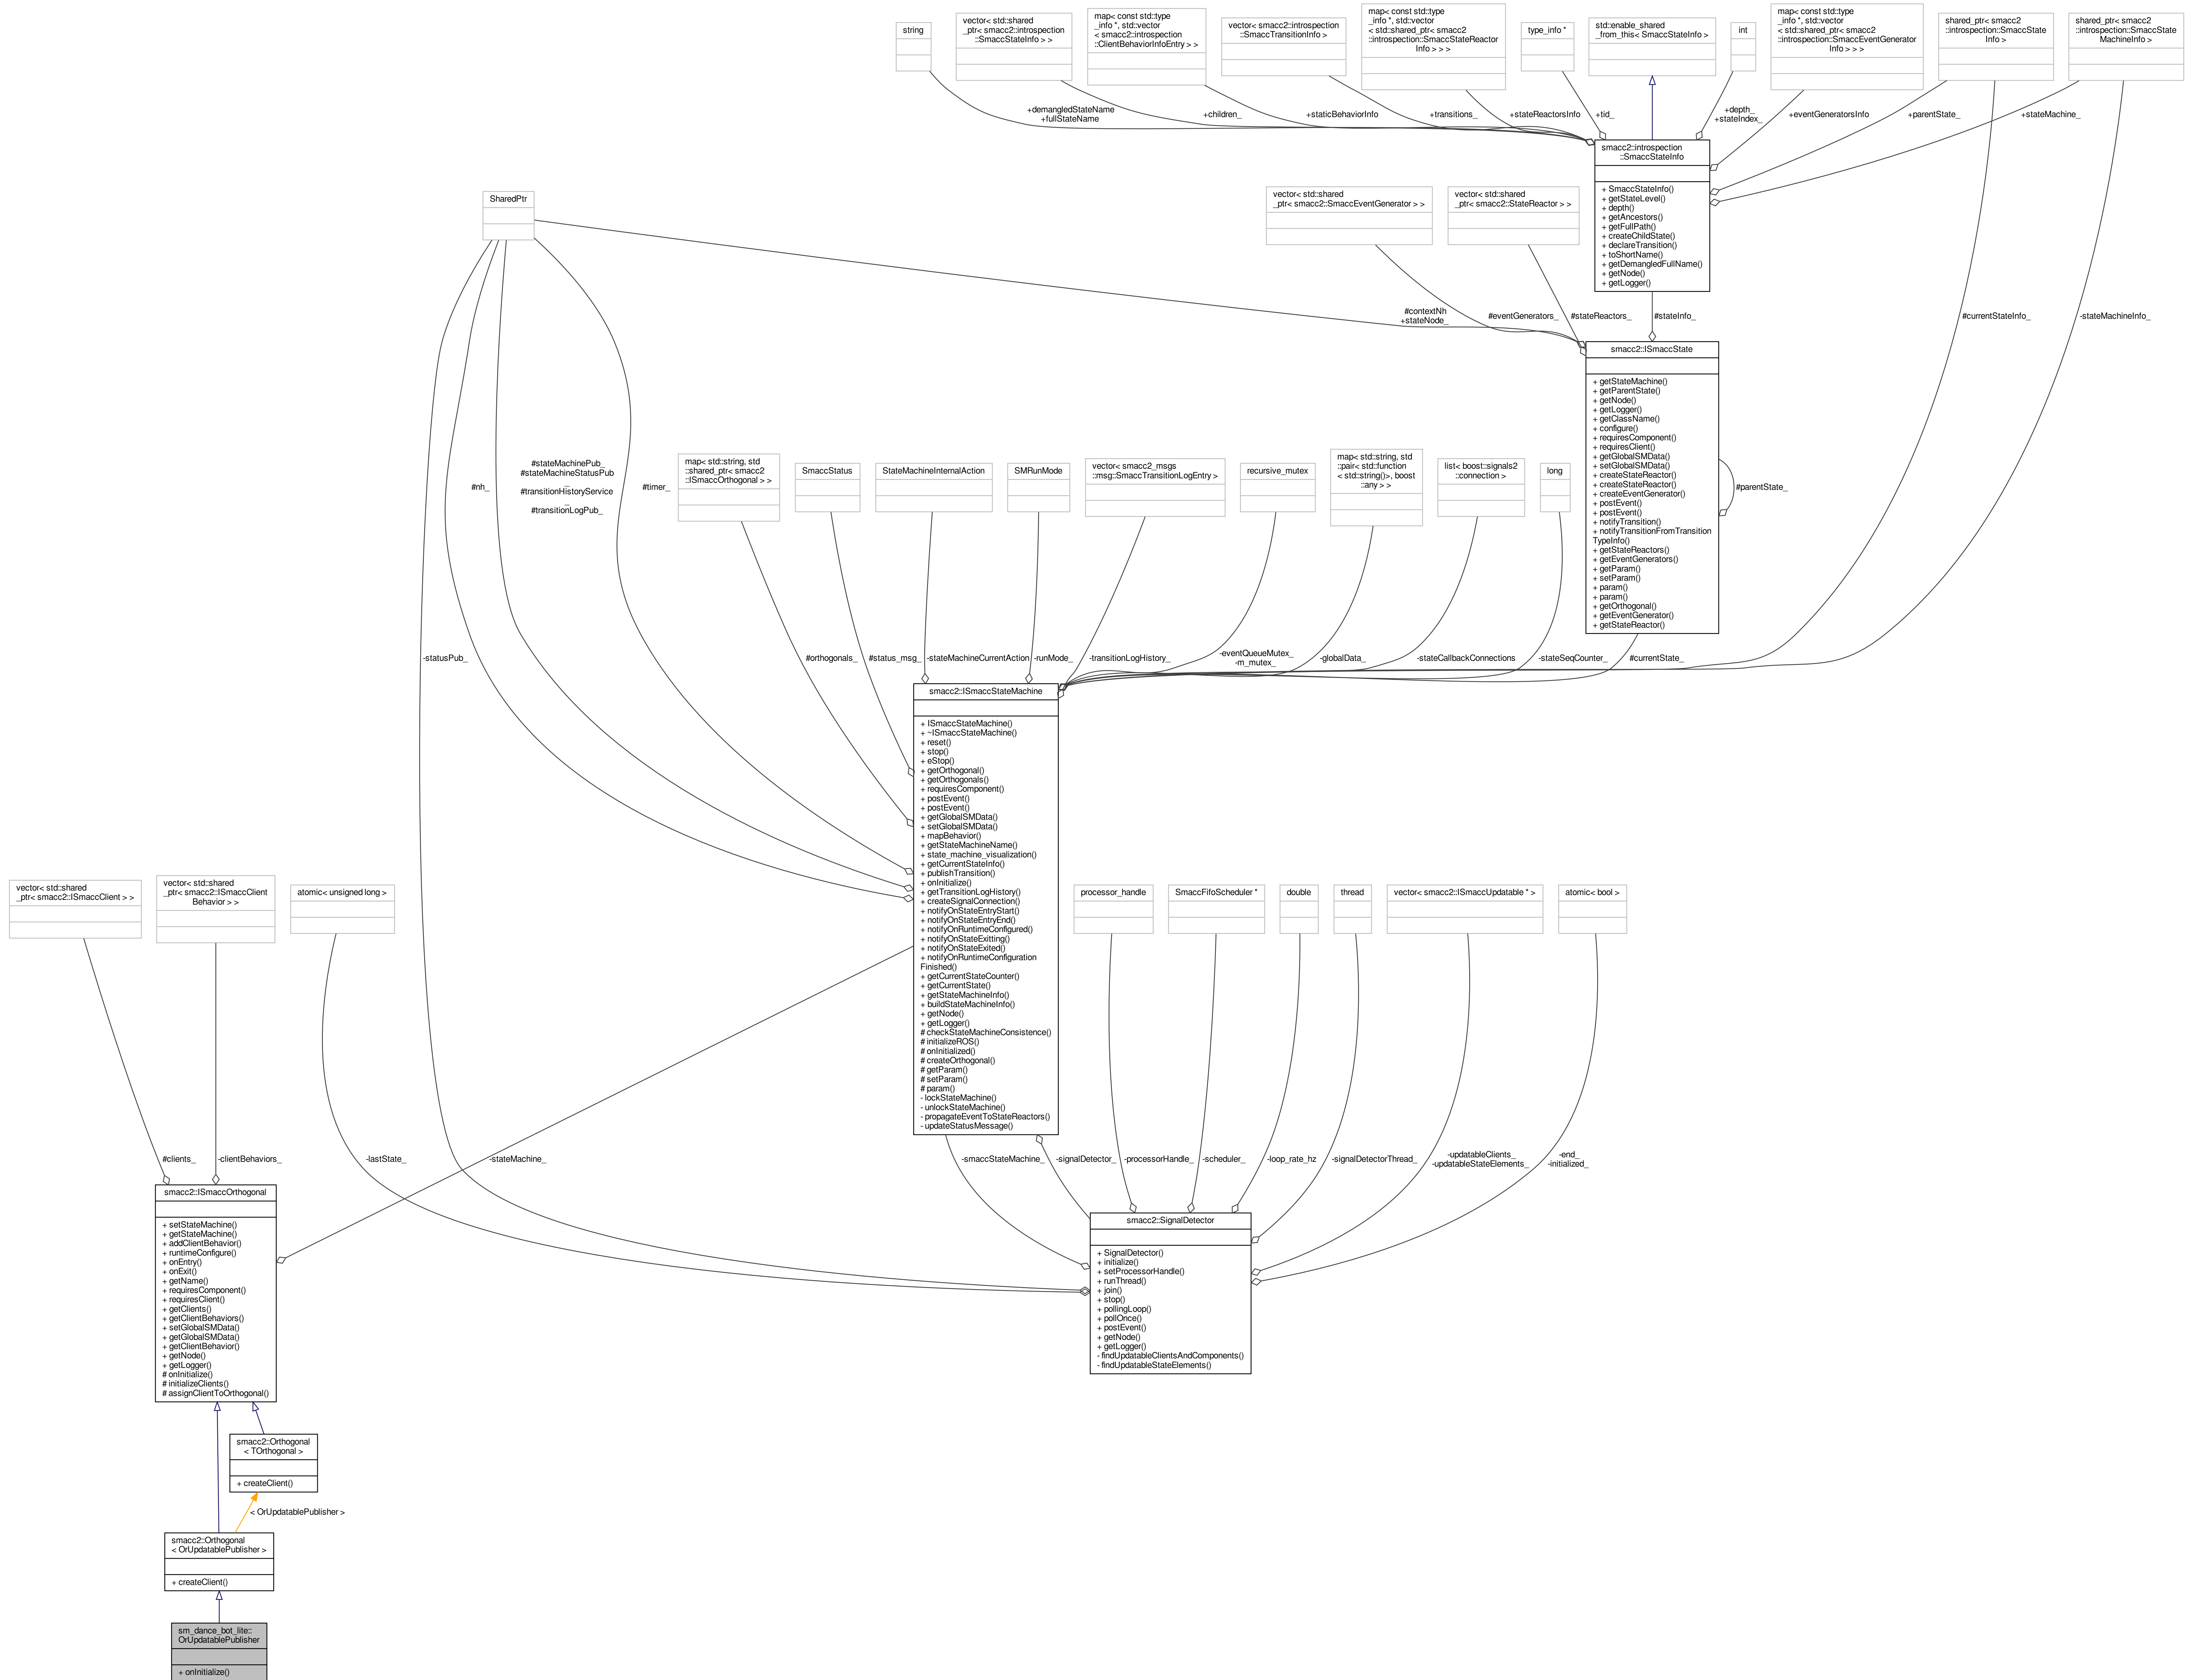 string
vector< std::shared
_ptr< smacc2::introspection
::SmaccStateInfo > >
map< const std::type
_info *, std::vector
< smacc2::introspection
::ClientBehaviorInfoEntry > >
vector< smacc2::introspection
::SmaccTransitionInfo >
map< const std::type
_info *, std::vector
< std::shared_ptr< smacc2
::introspection::SmaccStateReactor
Info > > >
type_info *
std::enable_shared
_from_this< SmaccStateInfo >
int
map< const std::type
_info *, std::vector
< std::shared_ptr< smacc2
::introspection::SmaccEventGenerator
Info > > >
shared_ptr< smacc2
::introspection::SmaccState
Info >
shared_ptr< smacc2
::introspection::SmaccState
MachineInfo >
+demangledStateName
+fullStateName
+children_
+staticBehaviorInfo
+transitions_
+stateReactorsInfo
+tid_
+depth_
+stateIndex_
+eventGeneratorsInfo
+parentState_
+stateMachine_
smacc2::introspection
::SmaccStateInfo
+ SmaccStateInfo()
+ getStateLevel()
+ depth()
+ getAncestors()
+ getFullPath()
+ createChildState()
+ declareTransition()
+ toShortName()
+ getDemangledFullName()
+ getNode()
+ getLogger()
SharedPtr
vector< std::shared
_ptr< smacc2::SmaccEventGenerator > >
vector< std::shared
_ptr< smacc2::StateReactor > >
#contextNh
+stateNode_
#eventGenerators_
#stateReactors_
#stateInfo_
#currentStateInfo_
-stateMachineInfo_
smacc2::ISmaccState
+ getStateMachine()
+ getParentState()
+ getNode()
+ getLogger()
+ getClassName()
+ configure()
+ requiresComponent()
+ requiresClient()
+ getGlobalSMData()
+ setGlobalSMData()
+ createStateReactor()
+ createStateReactor()
+ createEventGenerator()
+ postEvent()
+ postEvent()
+ notifyTransition()
+ notifyTransitionFromTransition
TypeInfo()
+ getStateReactors()
+ getEventGenerators()
+ getParam()
+ setParam()
+ param()
+ param()
+ getOrthogonal()
+ getEventGenerator()
+ getStateReactor()
#parentState_
#nh_
#stateMachinePub_
#stateMachineStatusPub
_
#transitionHistoryService
_
#transitionLogPub_
#timer_
map< std::string, std
::shared_ptr< smacc2
::ISmaccOrthogonal > >
SmaccStatus
StateMachineInternalAction
SMRunMode
vector< smacc2_msgs
::msg::SmaccTransitionLogEntry >
recursive_mutex
map< std::string, std
::pair< std::function
< std::string()>, boost
::any > >
list< boost::signals2
::connection >
long
-statusPub_
#orthogonals_
#status_msg_
-stateMachineCurrentAction
-runMode_
-transitionLogHistory_
-eventQueueMutex_
-m_mutex_
-globalData_
-stateCallbackConnections
-stateSeqCounter_
#currentState_
smacc2::ISmaccStateMachine
+ ISmaccStateMachine()
+ ~ISmaccStateMachine()
+ reset()
+ stop()
+ eStop()
+ getOrthogonal()
+ getOrthogonals()
+ requiresComponent()
+ postEvent()
+ postEvent()
+ getGlobalSMData()
+ setGlobalSMData()
+ mapBehavior()
+ getStateMachineName()
+ state_machine_visualization()
+ getCurrentStateInfo()
+ publishTransition()
+ onInitialize()
+ getTransitionLogHistory()
+ createSignalConnection()
+ notifyOnStateEntryStart()
+ notifyOnStateEntryEnd()
+ notifyOnRuntimeConfigured()
+ notifyOnStateExitting()
+ notifyOnStateExited()
+ notifyOnRuntimeConfiguration
Finished()
+ getCurrentStateCounter()
+ getCurrentState()
+ getStateMachineInfo()
+ buildStateMachineInfo()
+ getNode()
+ getLogger()
# checkStateMachineConsistence()
# initializeROS()
# onInitialized()
# createOrthogonal()
# getParam()
# setParam()
# param()
- lockStateMachine()
- unlockStateMachine()
- propagateEventToStateReactors()
- updateStatusMessage()
vector< std::shared
_ptr< smacc2::ISmaccClient > >
vector< std::shared
_ptr< smacc2::ISmaccClient
Behavior > >
atomic< unsigned long >
processor_handle
SmaccFifoScheduler *
double
thread
vector< smacc2::ISmaccUpdatable * >
atomic< bool >
#clients_
-clientBehaviors_
-lastState_
-stateMachine_
-smaccStateMachine_
-signalDetector_
-processorHandle_
-scheduler_
-loop_rate_hz
-signalDetectorThread_
-updatableClients_
-updatableStateElements_
-end_
-initialized_
smacc2::ISmaccOrthogonal
+ setStateMachine()
+ getStateMachine()
+ addClientBehavior()
+ runtimeConfigure()
+ onEntry()
+ onExit()
+ getName()
+ requiresComponent()
+ requiresClient()
+ getClients()
+ getClientBehaviors()
+ setGlobalSMData()
+ getGlobalSMData()
+ getClientBehavior()
+ getNode()
+ getLogger()
# onInitialize()
# initializeClients()
# assignClientToOrthogonal()
smacc2::SignalDetector
+ SignalDetector()
+ initialize()
+ setProcessorHandle()
+ runThread()
+ join()
+ stop()
+ pollingLoop()
+ pollOnce()
+ postEvent()
+ getNode()
+ getLogger()
- findUpdatableClientsAndComponents()
- findUpdatableStateElements()
smacc2::Orthogonal
< TOrthogonal >
+ createClient()
< OrUpdatablePublisher >
smacc2::Orthogonal
< OrUpdatablePublisher >
+ createClient()
sm_dance_bot_lite::
OrUpdatablePublisher
+ onInitialize()